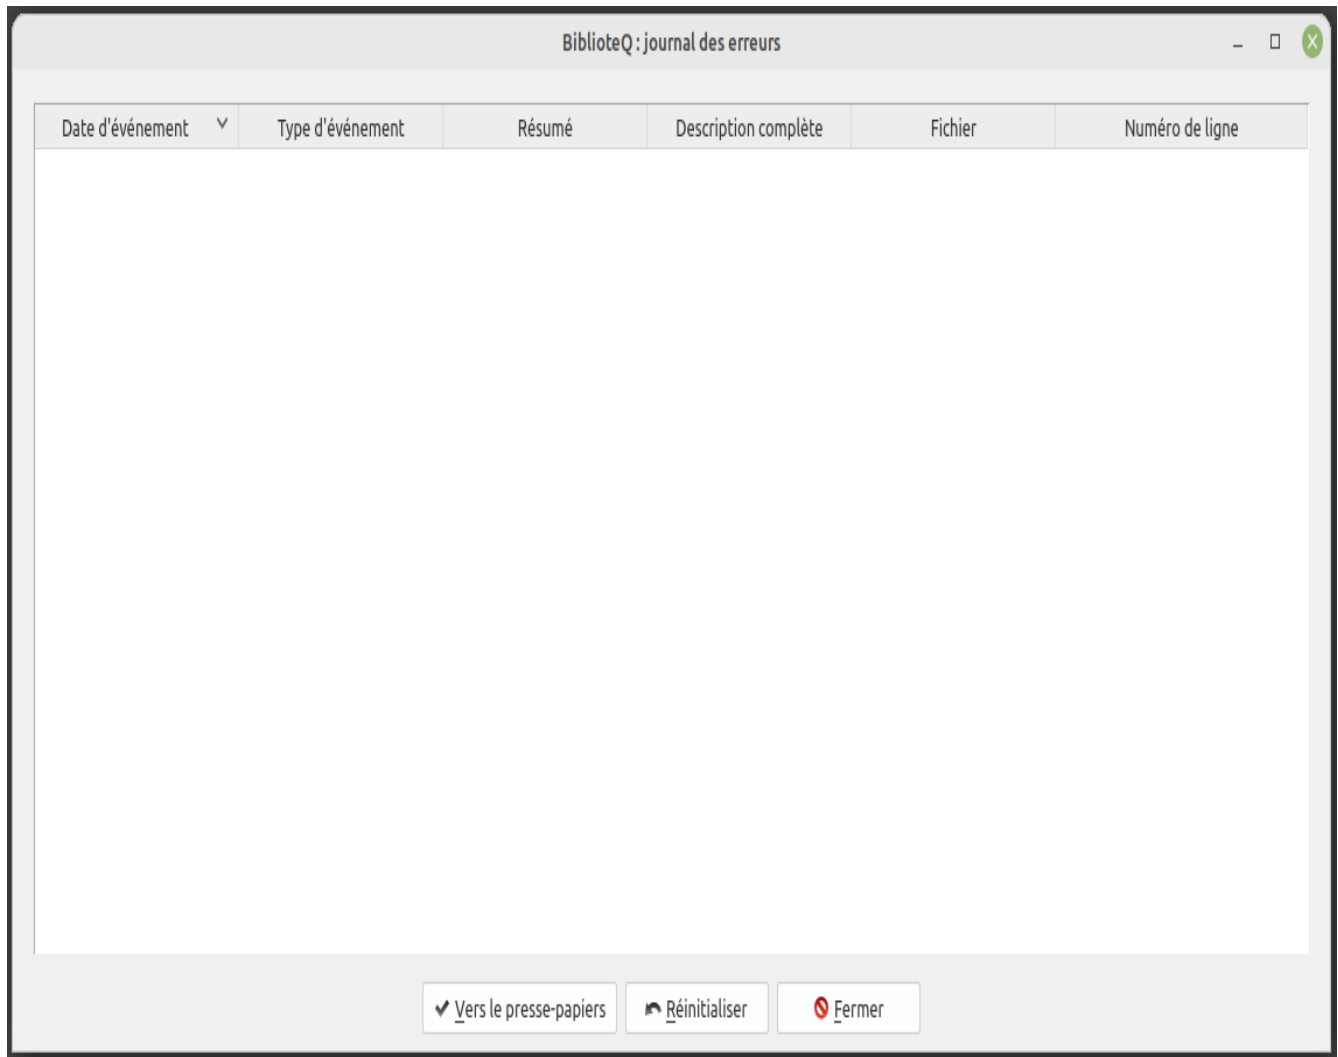 BiblioteQ : journal des erreurs
Date d'événement Type d'événement Résumé Description complète Fichier Numéro de ligne
Vers le presse-papiers Réinitialiser Fermer